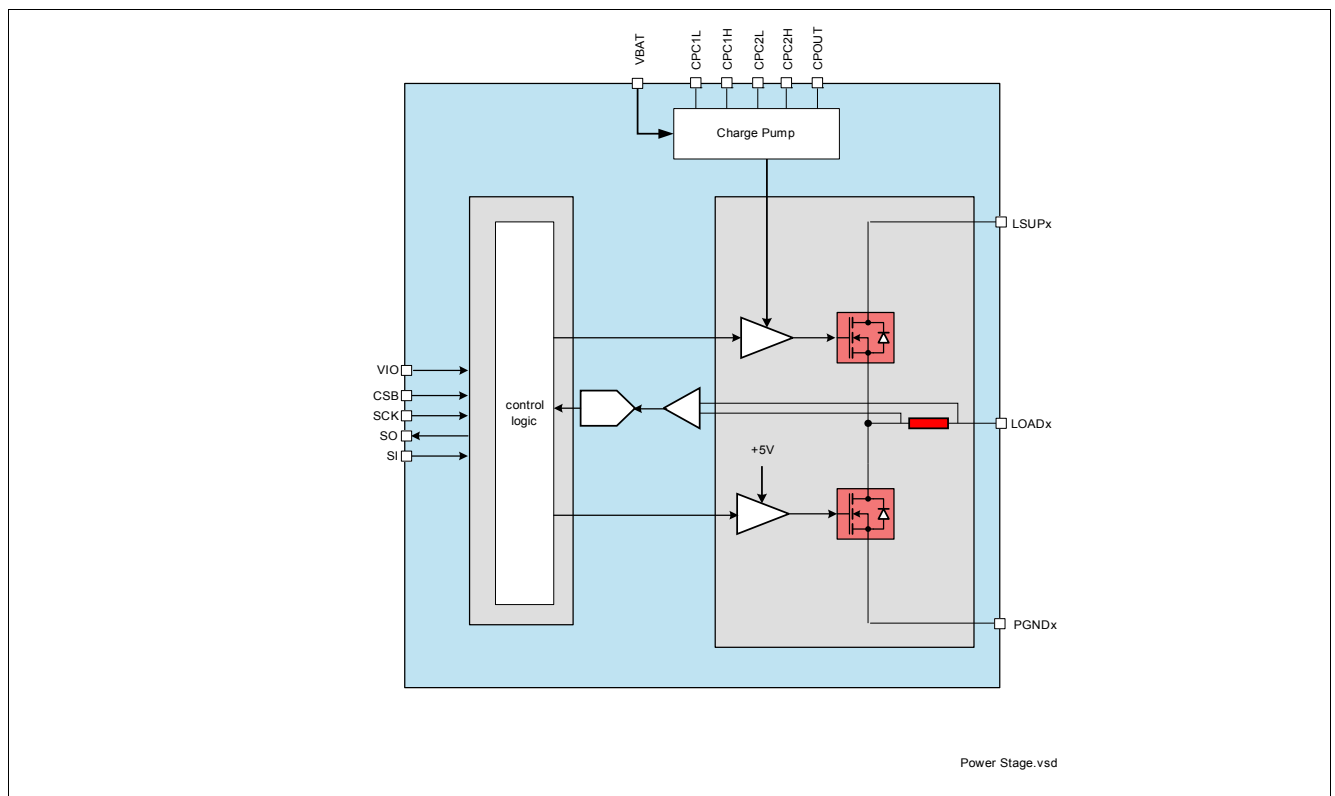 VBAT
CPC1L
CPC1H
CPC2L
CPC2H
CPOUT
Charge Pump
LSUPx
VIO
CSB
SCK
SO
SI
control
logic
LOADx
+5V
PGNDx
Power Stage.vsd